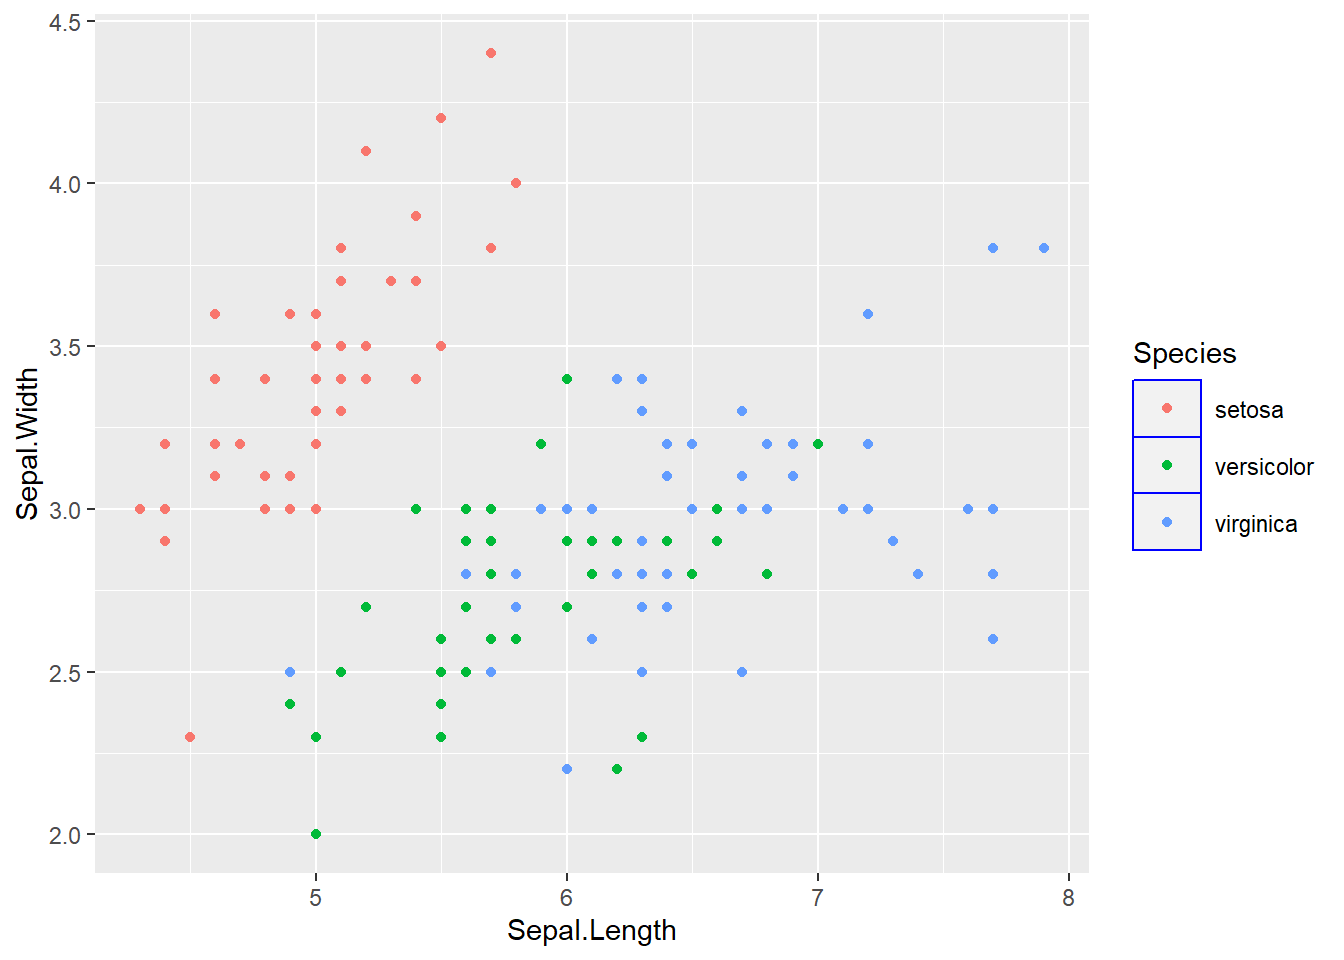 4.5
4.0
3.5
3.0
2.5
2.0
Sepal.Width
5 6 7 8
Sepal.Length
Species
setosa
versicolor
virginica